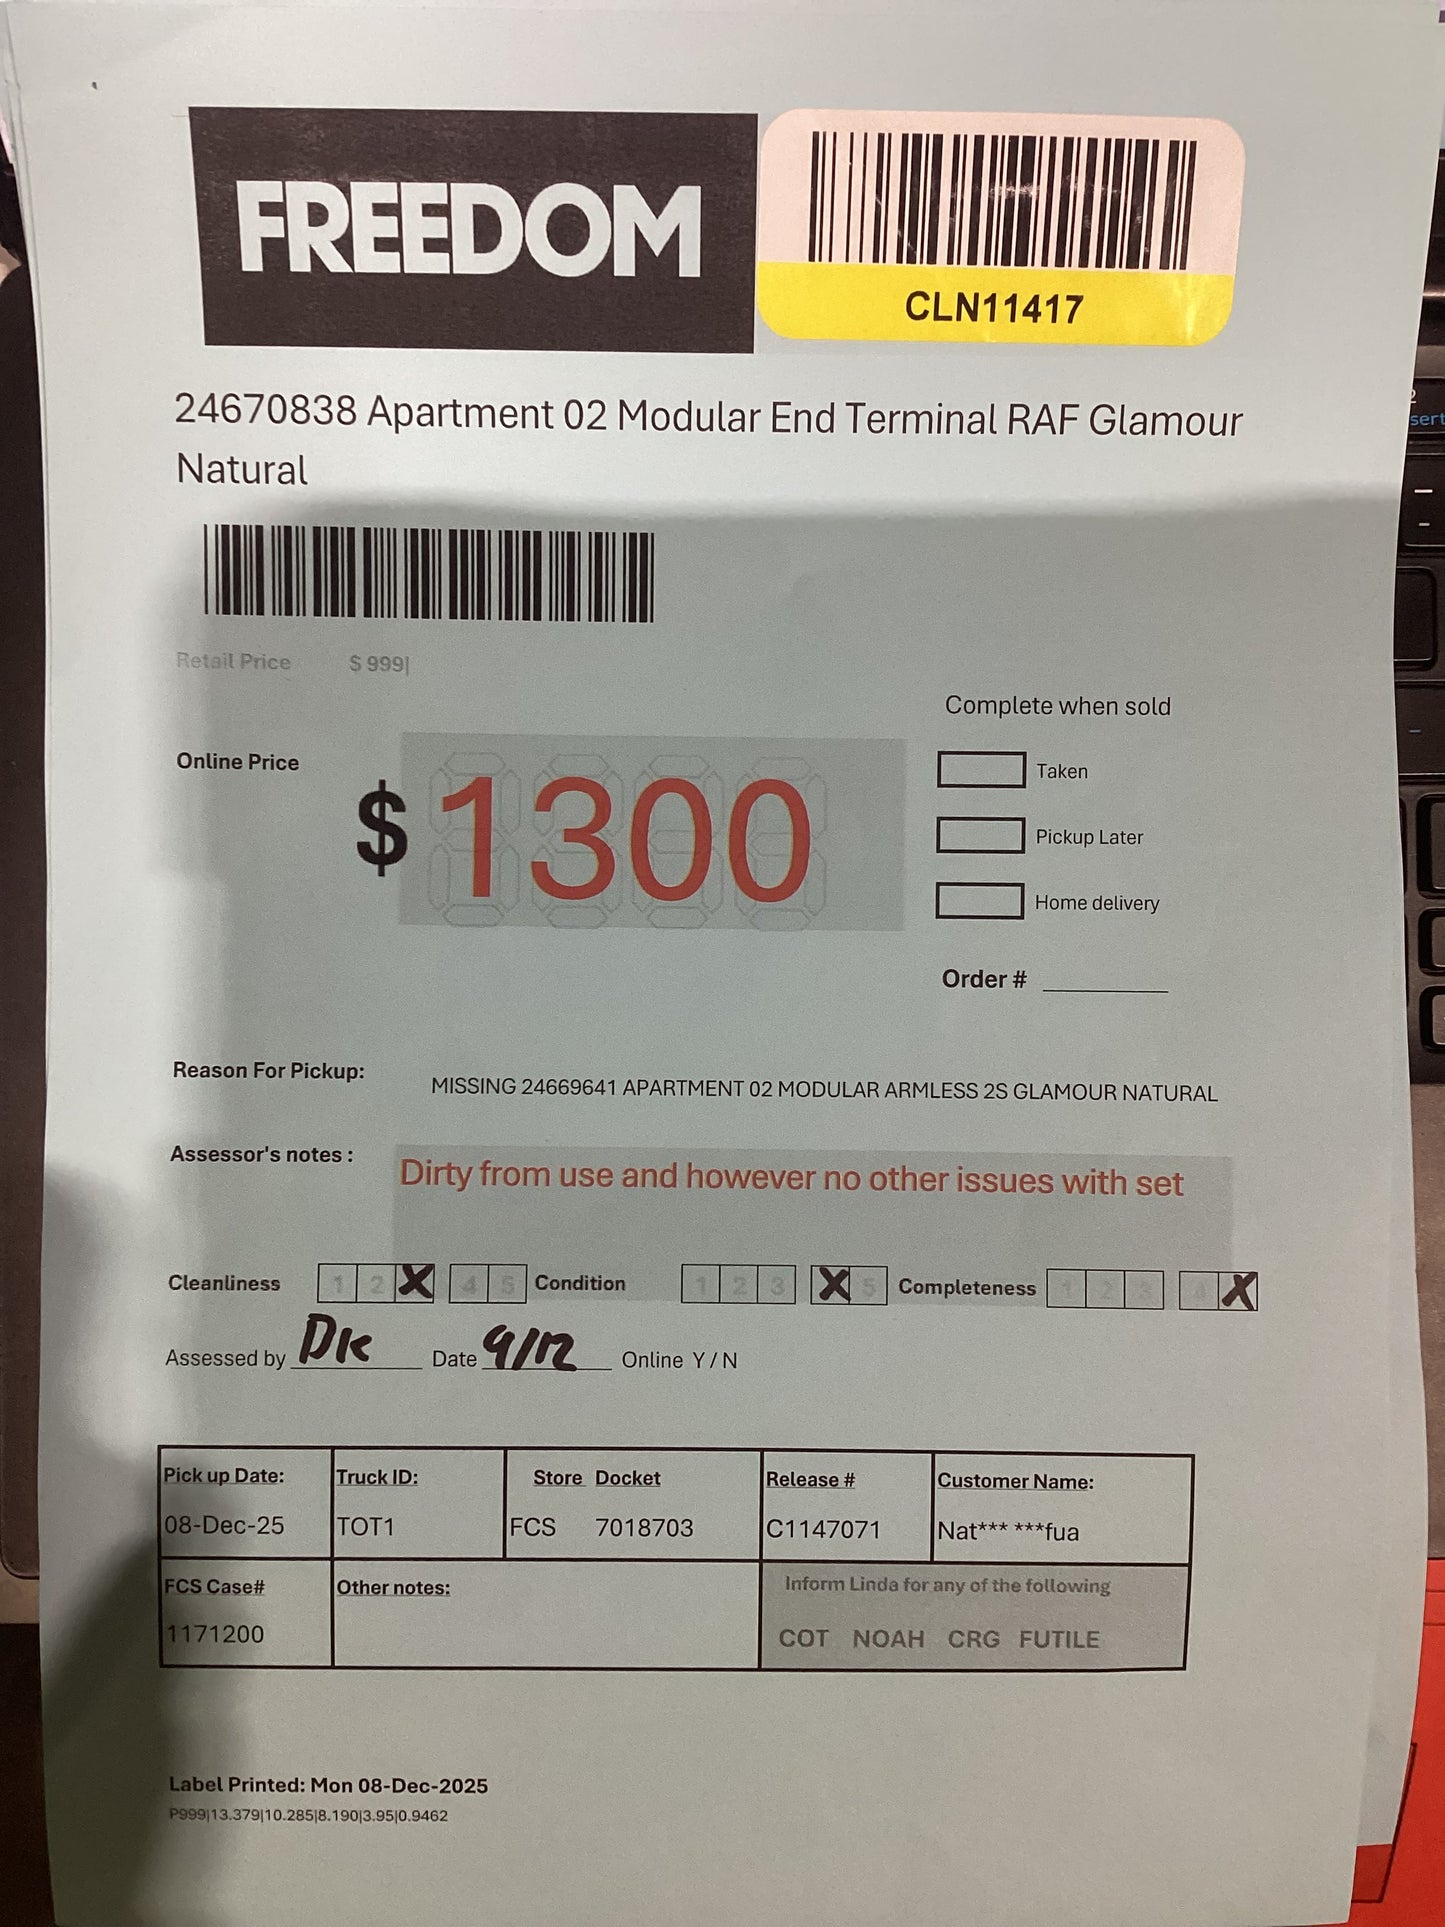 FREEDOM
CLN11417
24670838 Apartment 02 Modular End Terminal RAF Glamour
Natural
Retail Price $ 999|
Complete when sold
Online Price
$ 1300
Taken
Pickup Later
Home delivery
Order #
Reason For Pickup:
MISSING 24669641 APARTMENT 02 MODULAR ARMLESS 2S GLAMOUR NATURAL
Assessor's notes :
Dirty from use and however no other issues with set
Cleanliness 1 2 X 4 5 Condition 1 2 3 X 5 Completeness 1 2 3 4 X
Assessed by DK Date 9/12 Online Y / N
Pick up Date: Truck ID: Store Docket Release # Customer Name:
08-Dec-25 TOT1 FCS 7018703 C1147071 Nat*** ***fua
FCS Case# Other notes: Inform Linda for any of the following
1171200 COT NOAH CRG FUTILE
Label Printed: Mon 08-Dec-2025
P999|13.379|10.285|8.190|3.95|0.9462